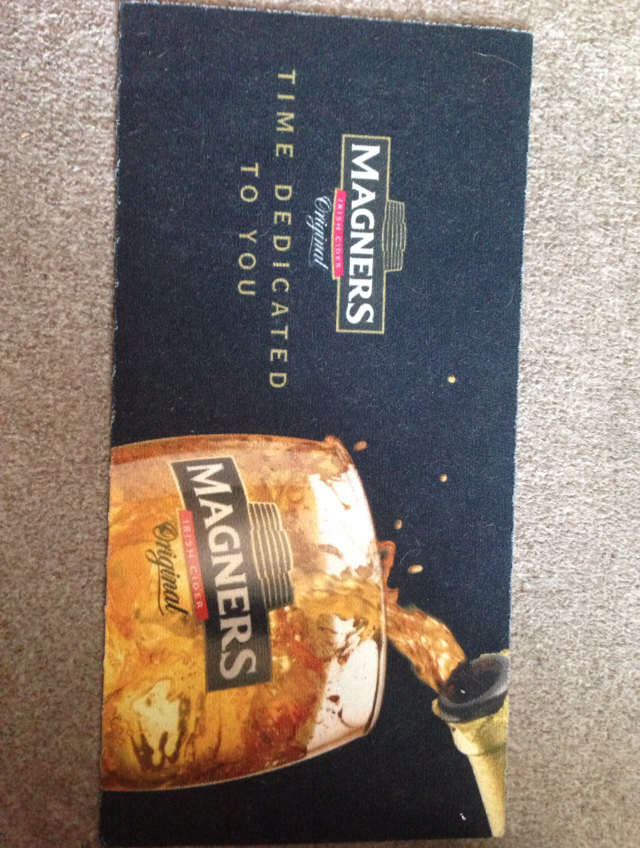 MAGNERS
IRISH CIDER
Original
TIME DEDICATED
TO YOU
MAGNERS
IRISH CIDER
Original